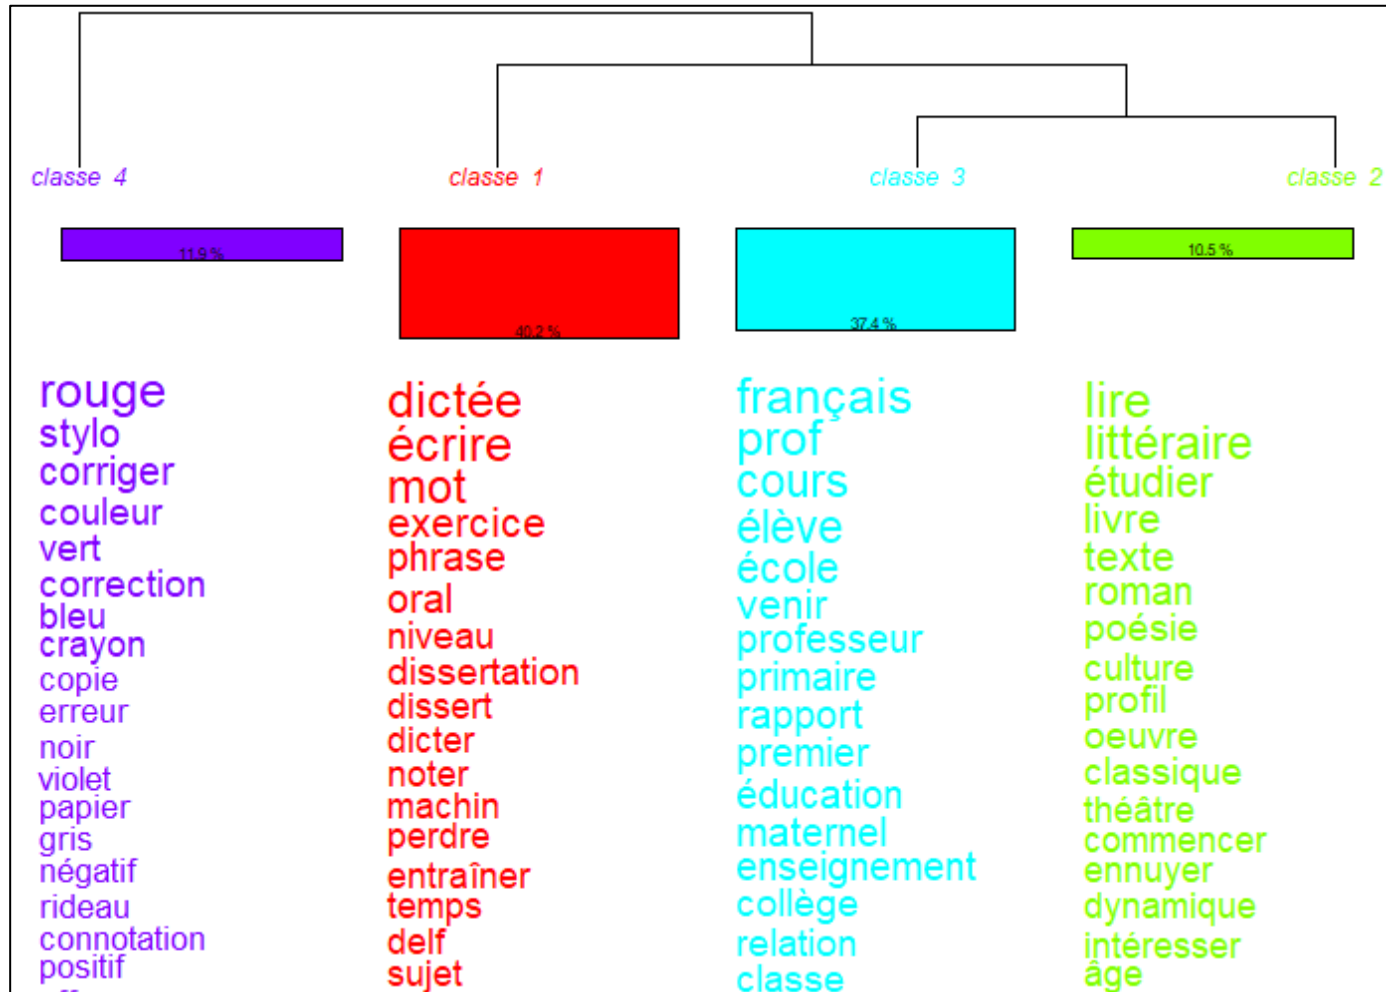 classe 4
classe 1
classe 3
classe 2
11.9 %
40.2 %
37.4 %
10.5 %
rouge
stylo
corriger
couleur
vert
correction
bleu
crayon
copie
erreur
noir
violet
papier
gris
négatif
rideau
connotation
positif
dictée
écrire
mot
exercice
phrase
oral
niveau
dissertation
dissert
dicter
noter
machin
perdre
entraîner
temps
delf
sujet
français
prof
cours
élève
école
venir
professeur
primaire
rapport
premier
éducation
maternel
enseignement
collège
relation
classe
lire
littéraire
étudier
livre
texte
roman
poésie
culture
profil
oeuvre
classique
théâtre
commencer
ennuyer
dynamique
intéresser
âge